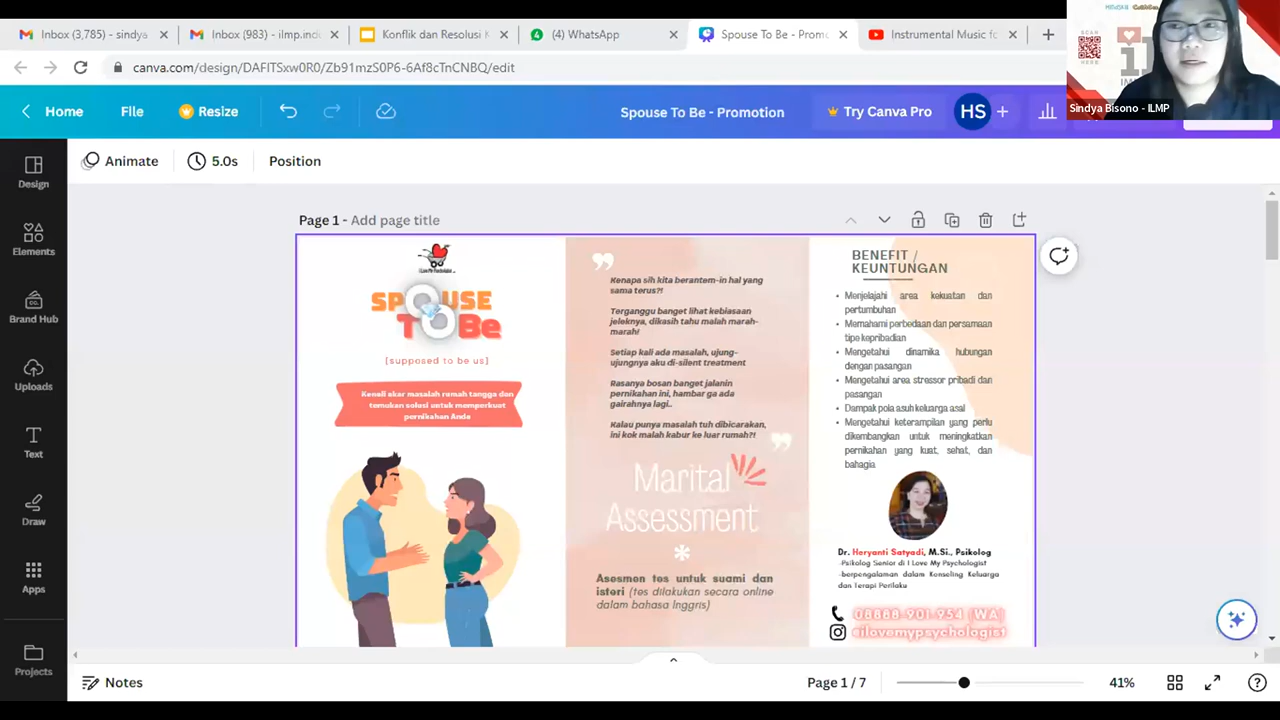 Inbox (3,785) - sindya
Inbox (983) - ilmp.ind
Konflik dan Resolusi
(4) WhatsApp
Spouse To Be - Promo
Instrumental Music fo
canva.com/design/DAFITSxw0R0/Zb91mzSeP6-6Af8cTnCNBQ/edit
SCAN
HERE
Sindya Bisono - ILMP
Home
File
Resize
Spouse To Be - Promotion
Try Canva Pro
HS
Animate
5.0s
Position
Design
Elements
Brand Hub
Uploads
Text
Draw
Apps
Projects
Page 1 - Add page title
SPOUSE
TO Be
[supposed to be us]
Kenali akar masalah rumah tangga dan
temukan solusi untuk memperkuat
pernikahan Anda
Kenapa sih kita berantem-in hal yang
sama terus?!
Terganggu banget lihat kebiasaan
jeleknya, dikasih tahu malah marah-
marah!
Setiap kali ada masalah, ujung-
ujungnya aku di-silent treatment
Rasanya bosan banget jalanin
pernikahan ini, hambar ga ada
gairahnya lagi..
Kalau punya masalah tuh dibicarakan,
ini kok malah kabur ke luar rumah?!
Marital
Assessment
*
Asesmen tes untuk suami dan
isteri (tes dilakukan secara online
dalam bahasa Inggris)
BENEFIT /
KEUNTUNGAN
• Menjelajahi area kekuatan dan
pertumbuhan
• Memahami perbedaan dan persamaan
tipe kepribadian
• Mengetahui dinamika hubungan
dengan pasangan
• Mengetahui area stressor pribadi dan
pasangan
• Dampak pola asuh keluarga asal
• Mengetahui keterampilan yang perlu
dikembangkan untuk meningkatkan
pernikahan yang kuat, sehat, dan
bahagia
Dr. Heryanti Satyadi, M.Si., Psikolog
-Psikolog Senior di I Love My Psychologist
-berpengalaman dalam Konseling Keluarga
dan Terapi Perilaku
08888-901-954 (WA)
@ilovemypsychologist
Notes
Page 1 / 7
41%